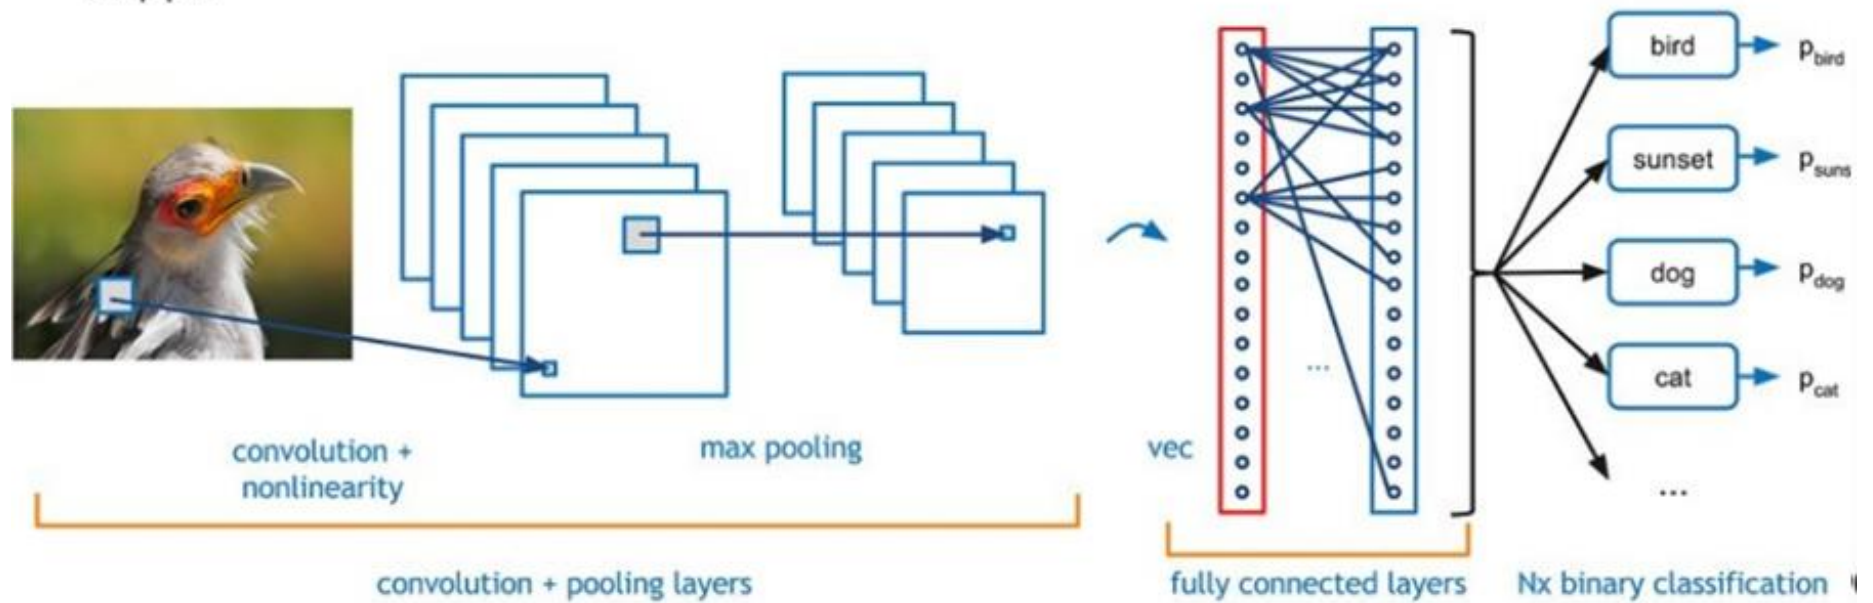 bird
p_bird
sunset
p_suns
dog
p_dog
cat
p_cat
...
...
convolution +
nonlinearity
max pooling
vec
convolution + pooling layers
fully connected layers
Nx binary classification